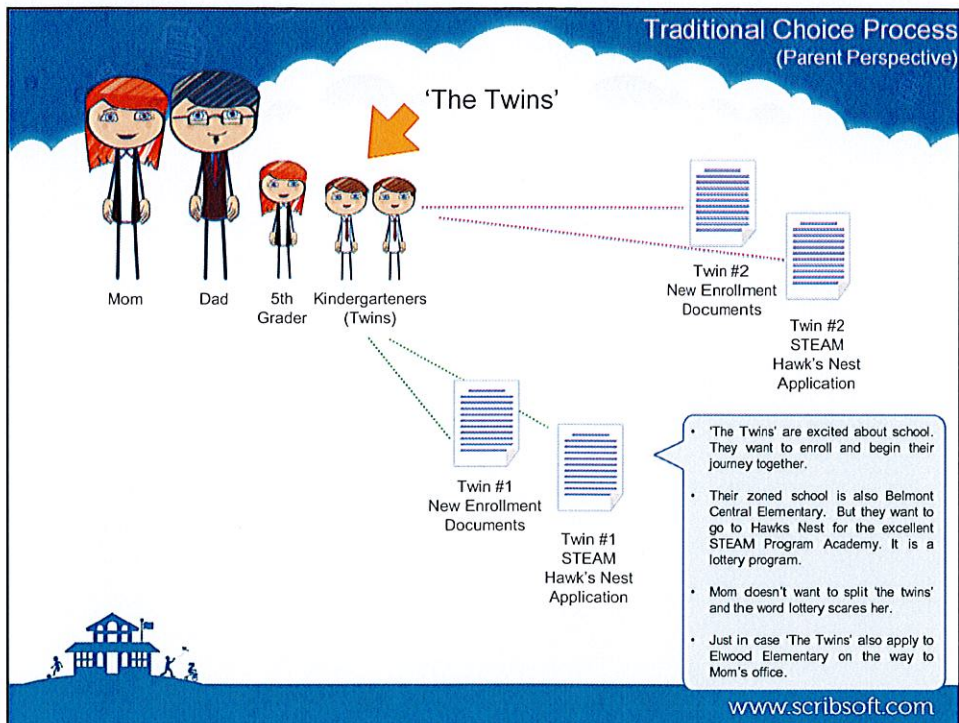 Traditional Choice Process
(Parent Perspective)
'The Twins'
Mom
Dad
5th
Grader
Kindergarteners
(Twins)
Twin #2
New Enrollment
Documents
Twin #2
STEAM
Hawk's Nest
Application
Twin #1
New Enrollment
Documents
Twin #1
STEAM
Hawk's Nest
Application
• 'The Twins' are excited about school.
They want to enroll and begin their
journey together.
• Their zoned school is also Belmont
Central Elementary. But they want to
go to Hawks Nest for the excellent
STEAM Program Academy. It is a
lottery program.
• Mom doesn't want to split 'the twins'
and the word lottery scares her.
• Just in case 'The Twins' also apply to
Elwood Elementary on the way to
Mom's office.
www.scribsoft.com